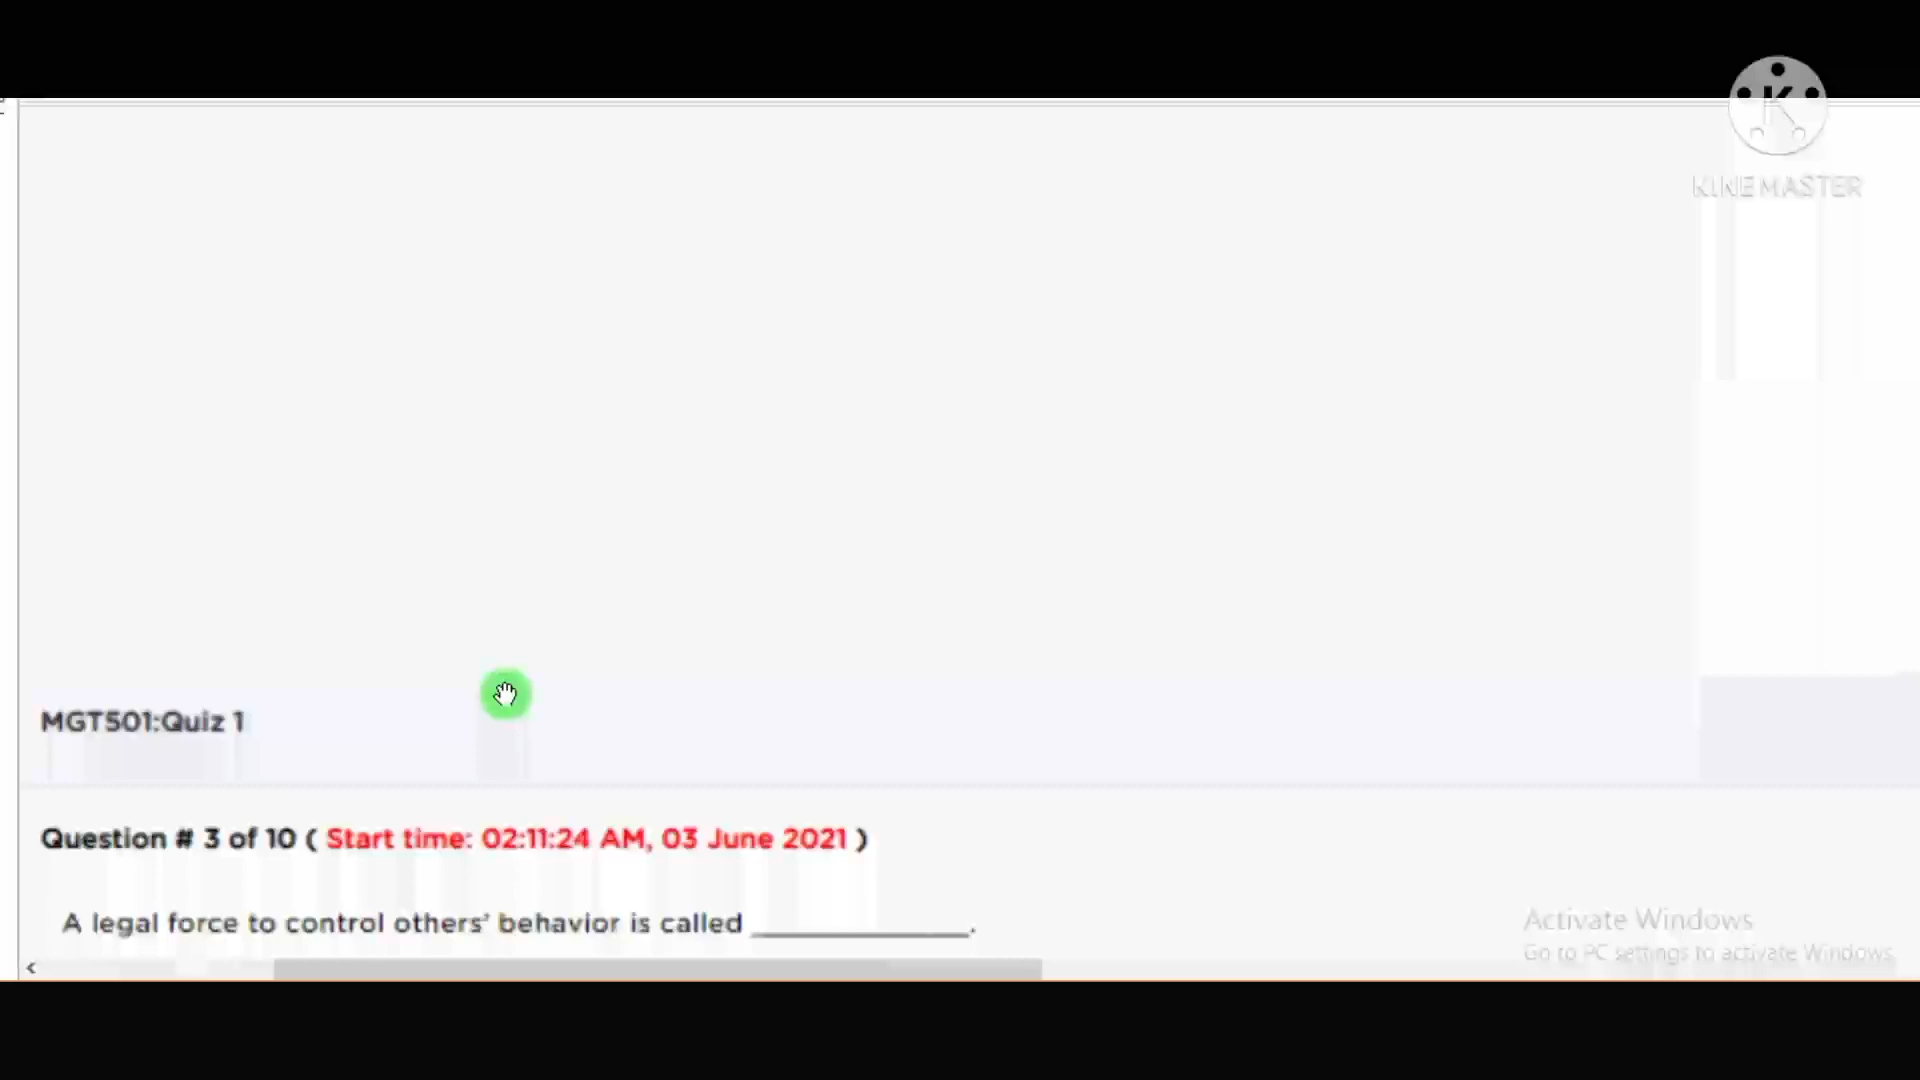 K
KINEMASTER
MGT501:Quiz 1
Question # 3 of 10 ( Start time: 02:11:24 AM, 03 June 2021 )
A legal force to control others' behavior is called _______________.
Activate Windows
Go to PC settings to activate Windows.